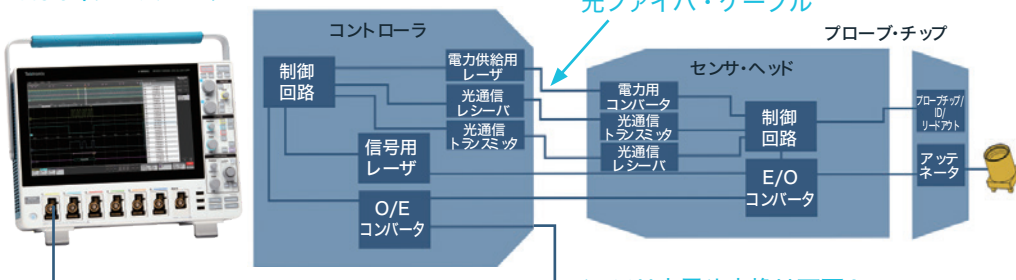 光ファイバ・ケーブル
コントローラ
プローブ・チップ
センサ・ヘッド
制御
回路
電力供給用
レーザ
光通信
レシーバ
光通信
トランスミッタ
信号用
レーザ
O/E
コンバータ
電力用
コンバータ
光通信
トランスミッタ
光通信
レシーバ
制御
回路
E/O
コンバータ
プローブチップ/
ID/
リードアウト
アッテ
ネータ
Tektronix